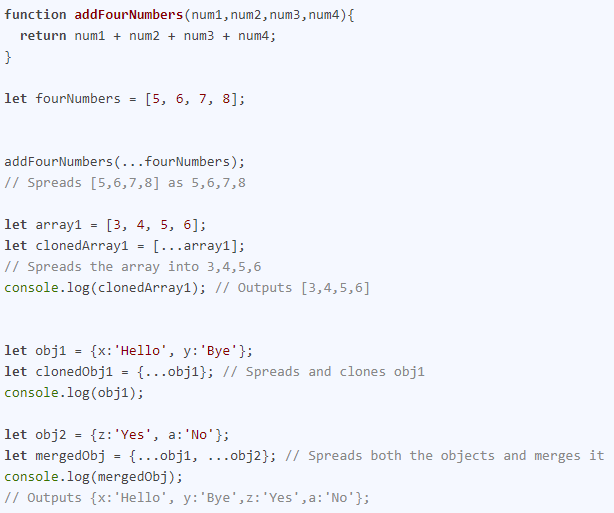 function addFourNumbers(num1,num2,num3,num4){
  return num1 + num2 + num3 + num4;
}

let fourNumbers = [5, 6, 7, 8];


addFourNumbers(...fourNumbers);
// Spreads [5,6,7,8] as 5,6,7,8

let array1 = [3, 4, 5, 6];
let clonedArray1 = [...array1];
// Spreads the array into 3,4,5,6
console.log(clonedArray1); // Outputs [3,4,5,6]


let obj1 = {x:'Hello', y:'Bye'};
let clonedObj1 = {...obj1}; // Spreads and clones obj1
console.log(obj1);

let obj2 = {z:'Yes', a:'No'};
let mergedObj = {...obj1, ...obj2}; // Spreads both the objects and merges it
console.log(mergedObj);
// Outputs {x:'Hello', y:'Bye',z:'Yes',a:'No'};